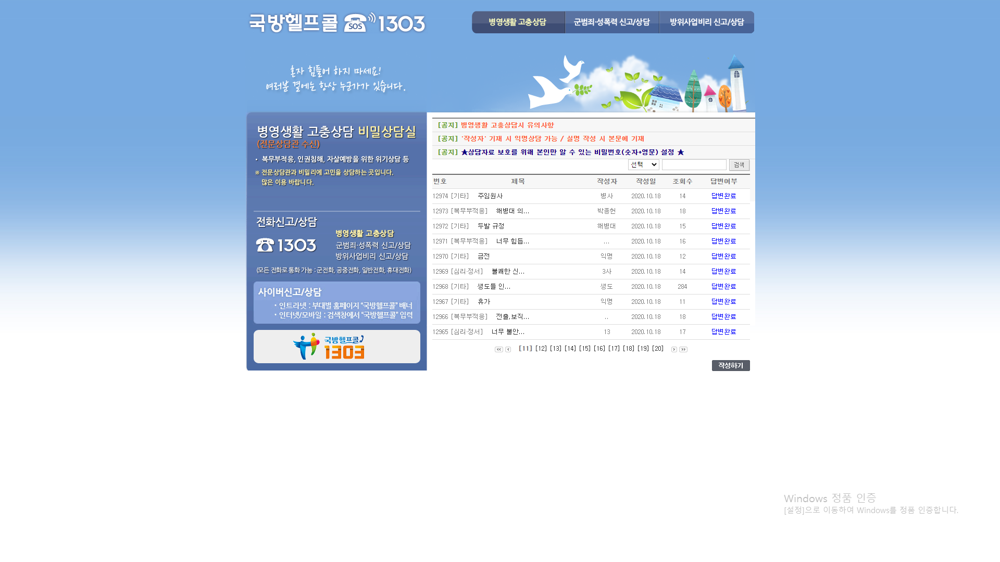 국방헬프콜 SOS 1303
병영생활 고충상담 군범죄·성폭력 신고/상담 방위사업비리 신고/상담
혼자 힘들어 하지 마세요!
여러분 곁에는 항상 누군가가 있습니다.
병영생활 고충상담 비밀상담실
(전문상담관 수신)
· 복무부적응, 인권침해, 자살예방을 위한 위기상담 등
※ 전문상담관과 비밀리에 고민을 상담하는 곳입니다.
많은 이용 바랍니다.
전화신고/상담
1303
병영생활 고충상담
군범죄·성폭력 신고/상담
방위사업비리 신고/상담
(모든 전화로 통화 가능 : 군전화, 공중전화, 일반전화, 휴대전화)
사이버신고/상담
· 인트라넷 : 부대별 홈페이지 “국방헬프콜” 배너
· 인터넷/모바일 : 검색창에서 “국방헬프콜” 입력
국방헬프콜
1303
[공지] 병영생활 고충상담시 유의사항
[공지] '작성자' 기재 시 익명상담 가능 / 실명 작성 시 본문에 기재
[공지] ★상담자료 보호를 위해 본인만 알 수 있는 비밀번호(숫자+영문) 설정 ★
선택 검색
번호 제목 작성자 작성일 조회수 답변여부
12974 [기타] 주임원사 병사 2020.10.18 14 답변완료
12973 [복무부적응] 해병대 의... 박종헌 2020.10.18 18 답변완료
12972 [기타] 두발 규정 해병대 2020.10.18 15 답변완료
12971 [복무부적응] 너무 힘듭... ... 2020.10.18 16 답변완료
12970 [기타] 금전 익명 2020.10.18 12 답변완료
12969 [심리·정서] 불쾌한 신... 3사 2020.10.18 14 답변완료
12968 [기타] 생도들 인... 생도 2020.10.18 284 답변완료
12967 [기타] 휴가 익명 2020.10.18 11 답변완료
12966 [복무부적응] 전출,보직... .. 2020.10.18 18 답변완료
12965 [심리·정서] 너무 불안... 13 2020.10.18 17 답변완료
[11] [12] [13] [14] [15] [16] [17] [18] [19] [20]
작성하기
Windows 정품 인증
[설정]으로 이동하여 Windows를 정품 인증합니다.